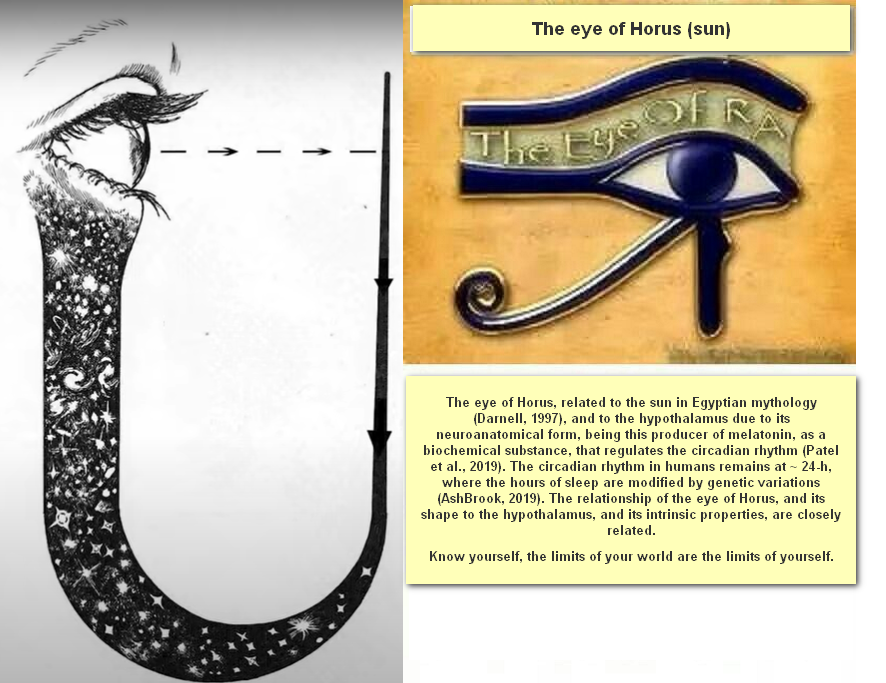 The eye of Horus (sun)
The Eye Of RA
The eye of Horus, related to the sun in Egyptian mythology
(Darnell, 1997), and to the hypothalamus due to its
neuroanatomical form, being this producer of melatonin, as a
biochemical substance, that regulates the circadian rhythm (Patel
et al., 2019). The circadian rhythm in humans remains at ~ 24-h,
where the hours of sleep are modified by genetic variations
(AshBrook, 2019). The relationship of the eye of Horus, and its
shape to the hypothalamus, and its intrinsic properties, are closely
related.
Know yourself, the limits of your world are the limits of yourself.